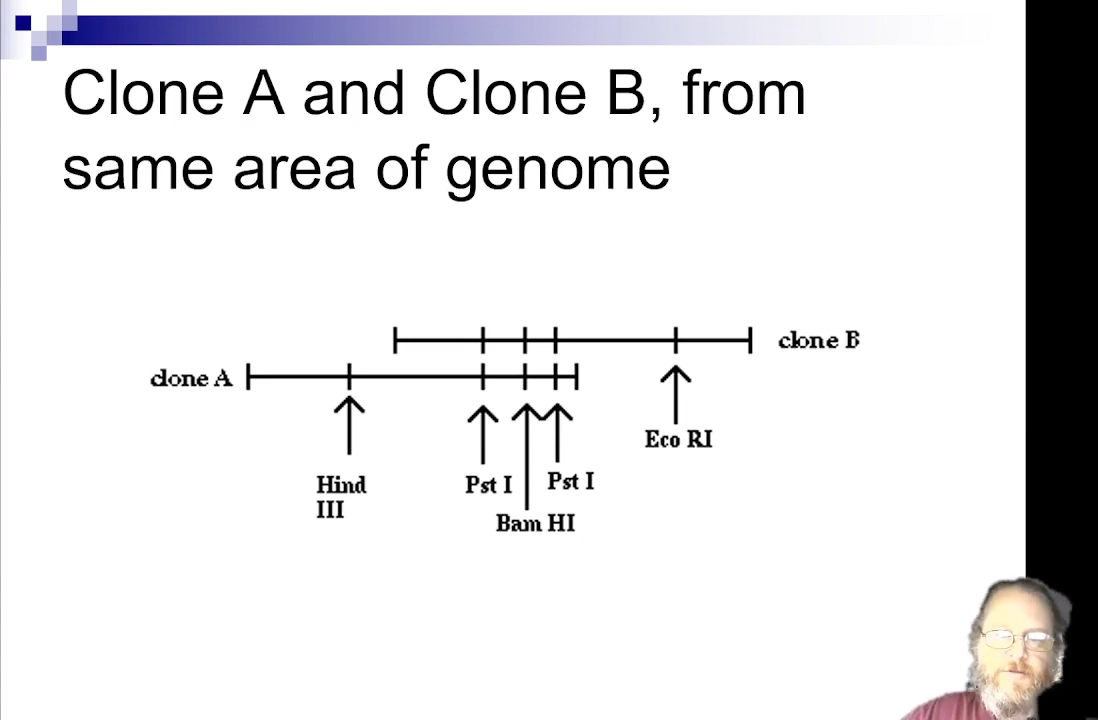 Clone A and Clone B, from
same area of genome
clone B
clone A
Eco RI
Hind
III
Pst I
Pst I
Bam HI